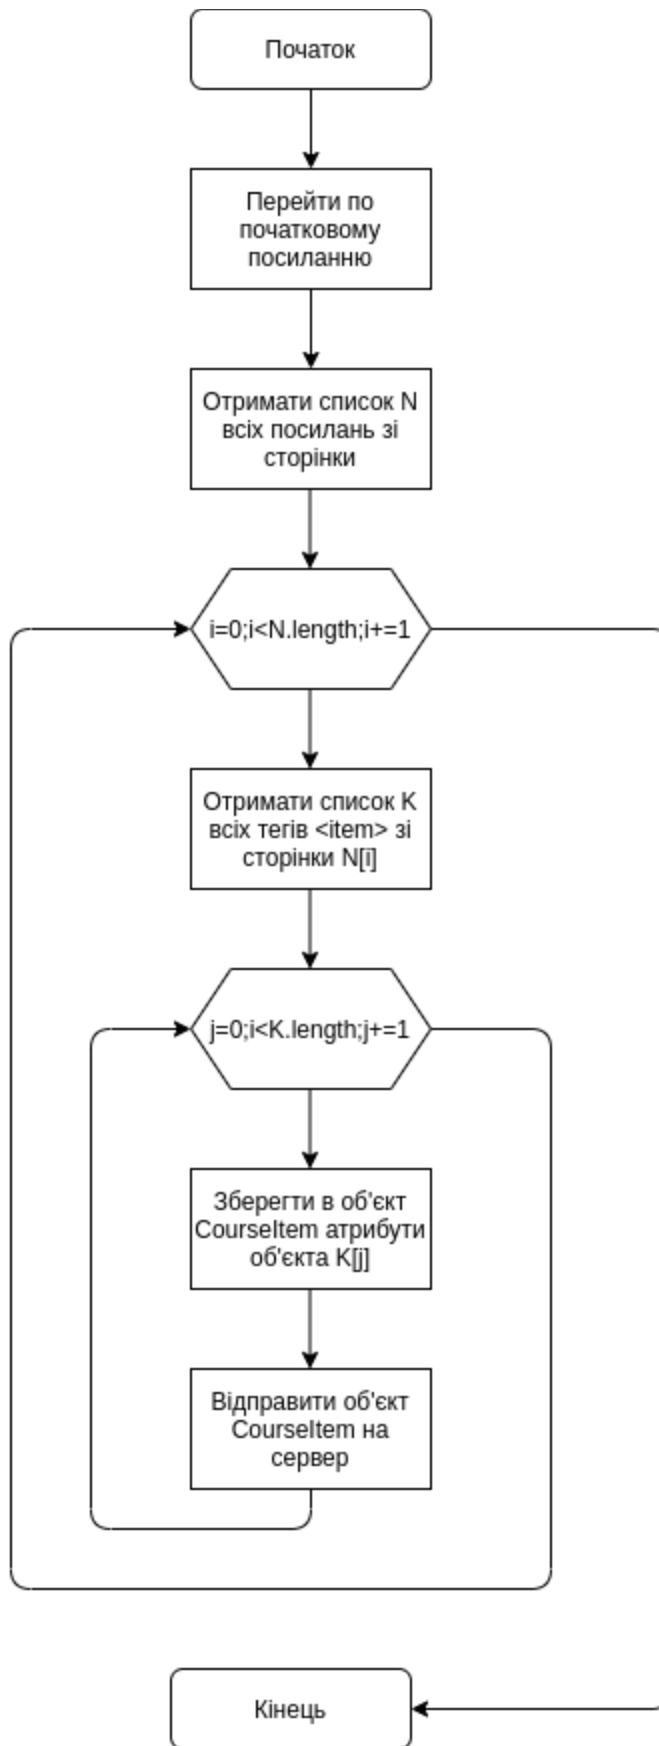 Початок
Перейти по
початковому
посиланню
Отримати список N
всіх посилань зі
сторінки
i=0;i<N.length;i+=1
Отримати список K
всіх тегів <item> зі
сторінки N[i]
j=0;i<K.length;j+=1
Зберегти в об'єкт
CourseItem атрибути
об'єкта K[j]
Відправити об'єкт
CourseItem на
сервер
Кінець